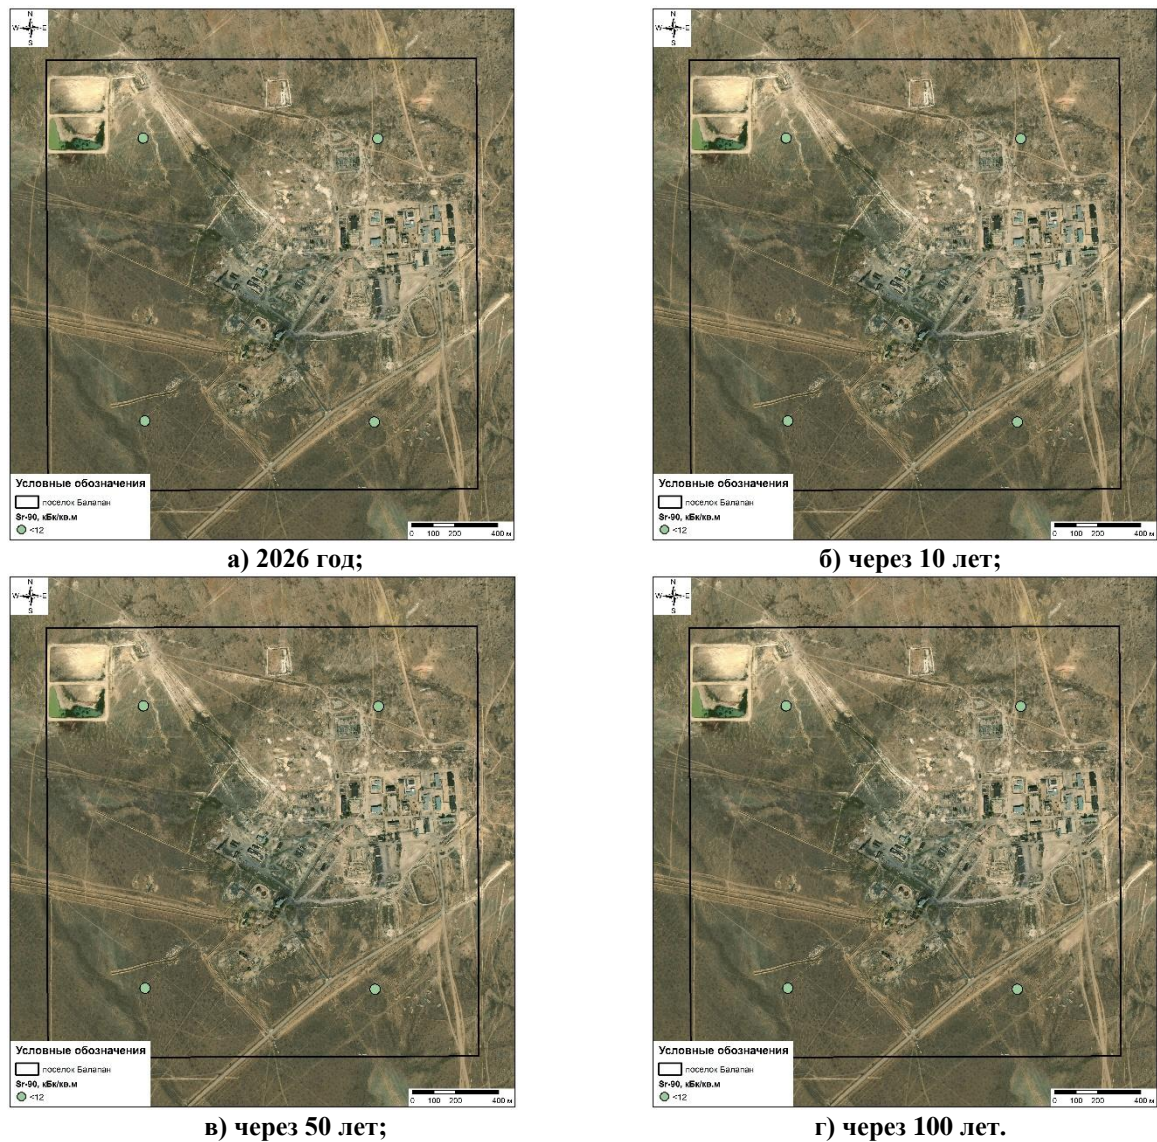 N
W E
S
Условные обозначения
поселок Балапан
Sr-90, кБк/кв.м
<12
0 100 200 400 м
а) 2026 год;
N
W E
S
Условные обозначения
поселок Балапан
Sr-90, кБк/кв.м
<12
0 100 200 400 м
б) через 10 лет;
N
W E
S
Условные обозначения
поселок Балапан
Sr-90, кБк/кв.м
<12
0 100 200 400 м
в) через 50 лет;
N
W E
S
Условные обозначения
поселок Балапан
Sr-90, кБк/кв.м
<12
0 100 200 400 м
г) через 100 лет.